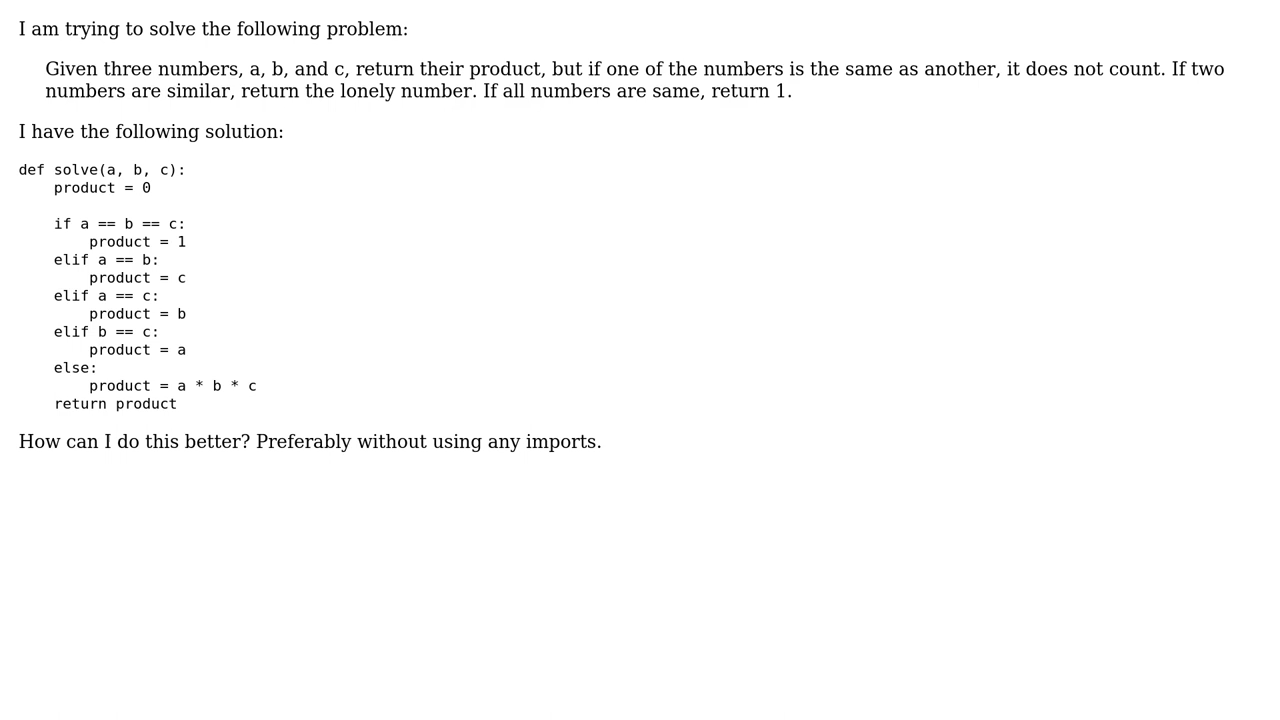 I am trying to solve the following problem:
Given three numbers, a, b, and c, return their product, but if one of the numbers is the same as another, it does not count. If two
numbers are similar, return the lonely number. If all numbers are same, return 1.
I have the following solution:
def solve(a, b, c):
    product = 0

    if a == b == c:
        product = 1
    elif a == b:
        product = c
    elif a == c:
        product = b
    elif b == c:
        product = a
    else:
        product = a * b * c
    return product
How can I do this better? Preferably without using any imports.